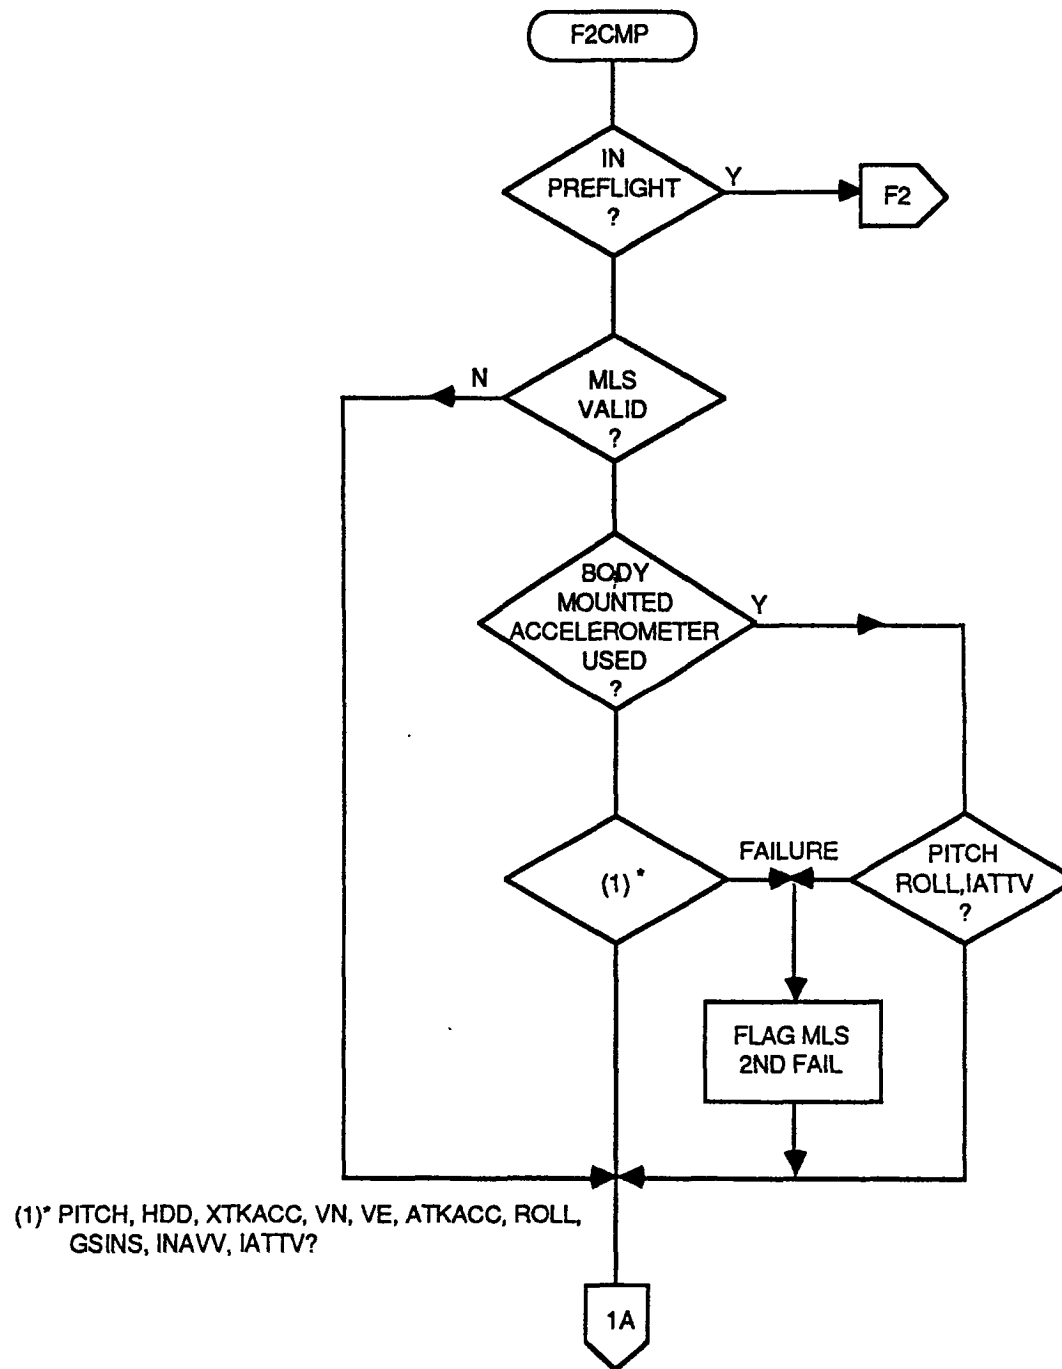 F2CMP
IN
PREFLIGHT
?
Y
F2
N
MLS
VALID
?
BODY
MOUNTED
ACCELEROMETER
USED
?
Y
(1)*
FAILURE
PITCH
ROLL,IATTV
?
FLAG MLS
2ND FAIL
(1)* PITCH, HDD, XTKACC, VN, VE, ATKACC, ROLL,
GSINS, INAVV, IATTV?
1A